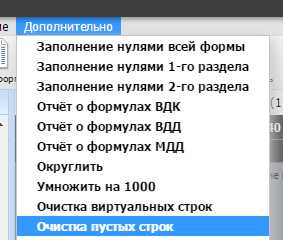 Дополнительно
Заполнение нулями всей формы
Заполнение нулями 1-го раздела
Заполнение нулями 2-го раздела
Отчёт о формулах ВДК
Отчёт о формулах ВДД
Отчёт о формулах МДД
Округлить
Умножить на 1000
Очистка виртуальных строк
Очистка пустых строк